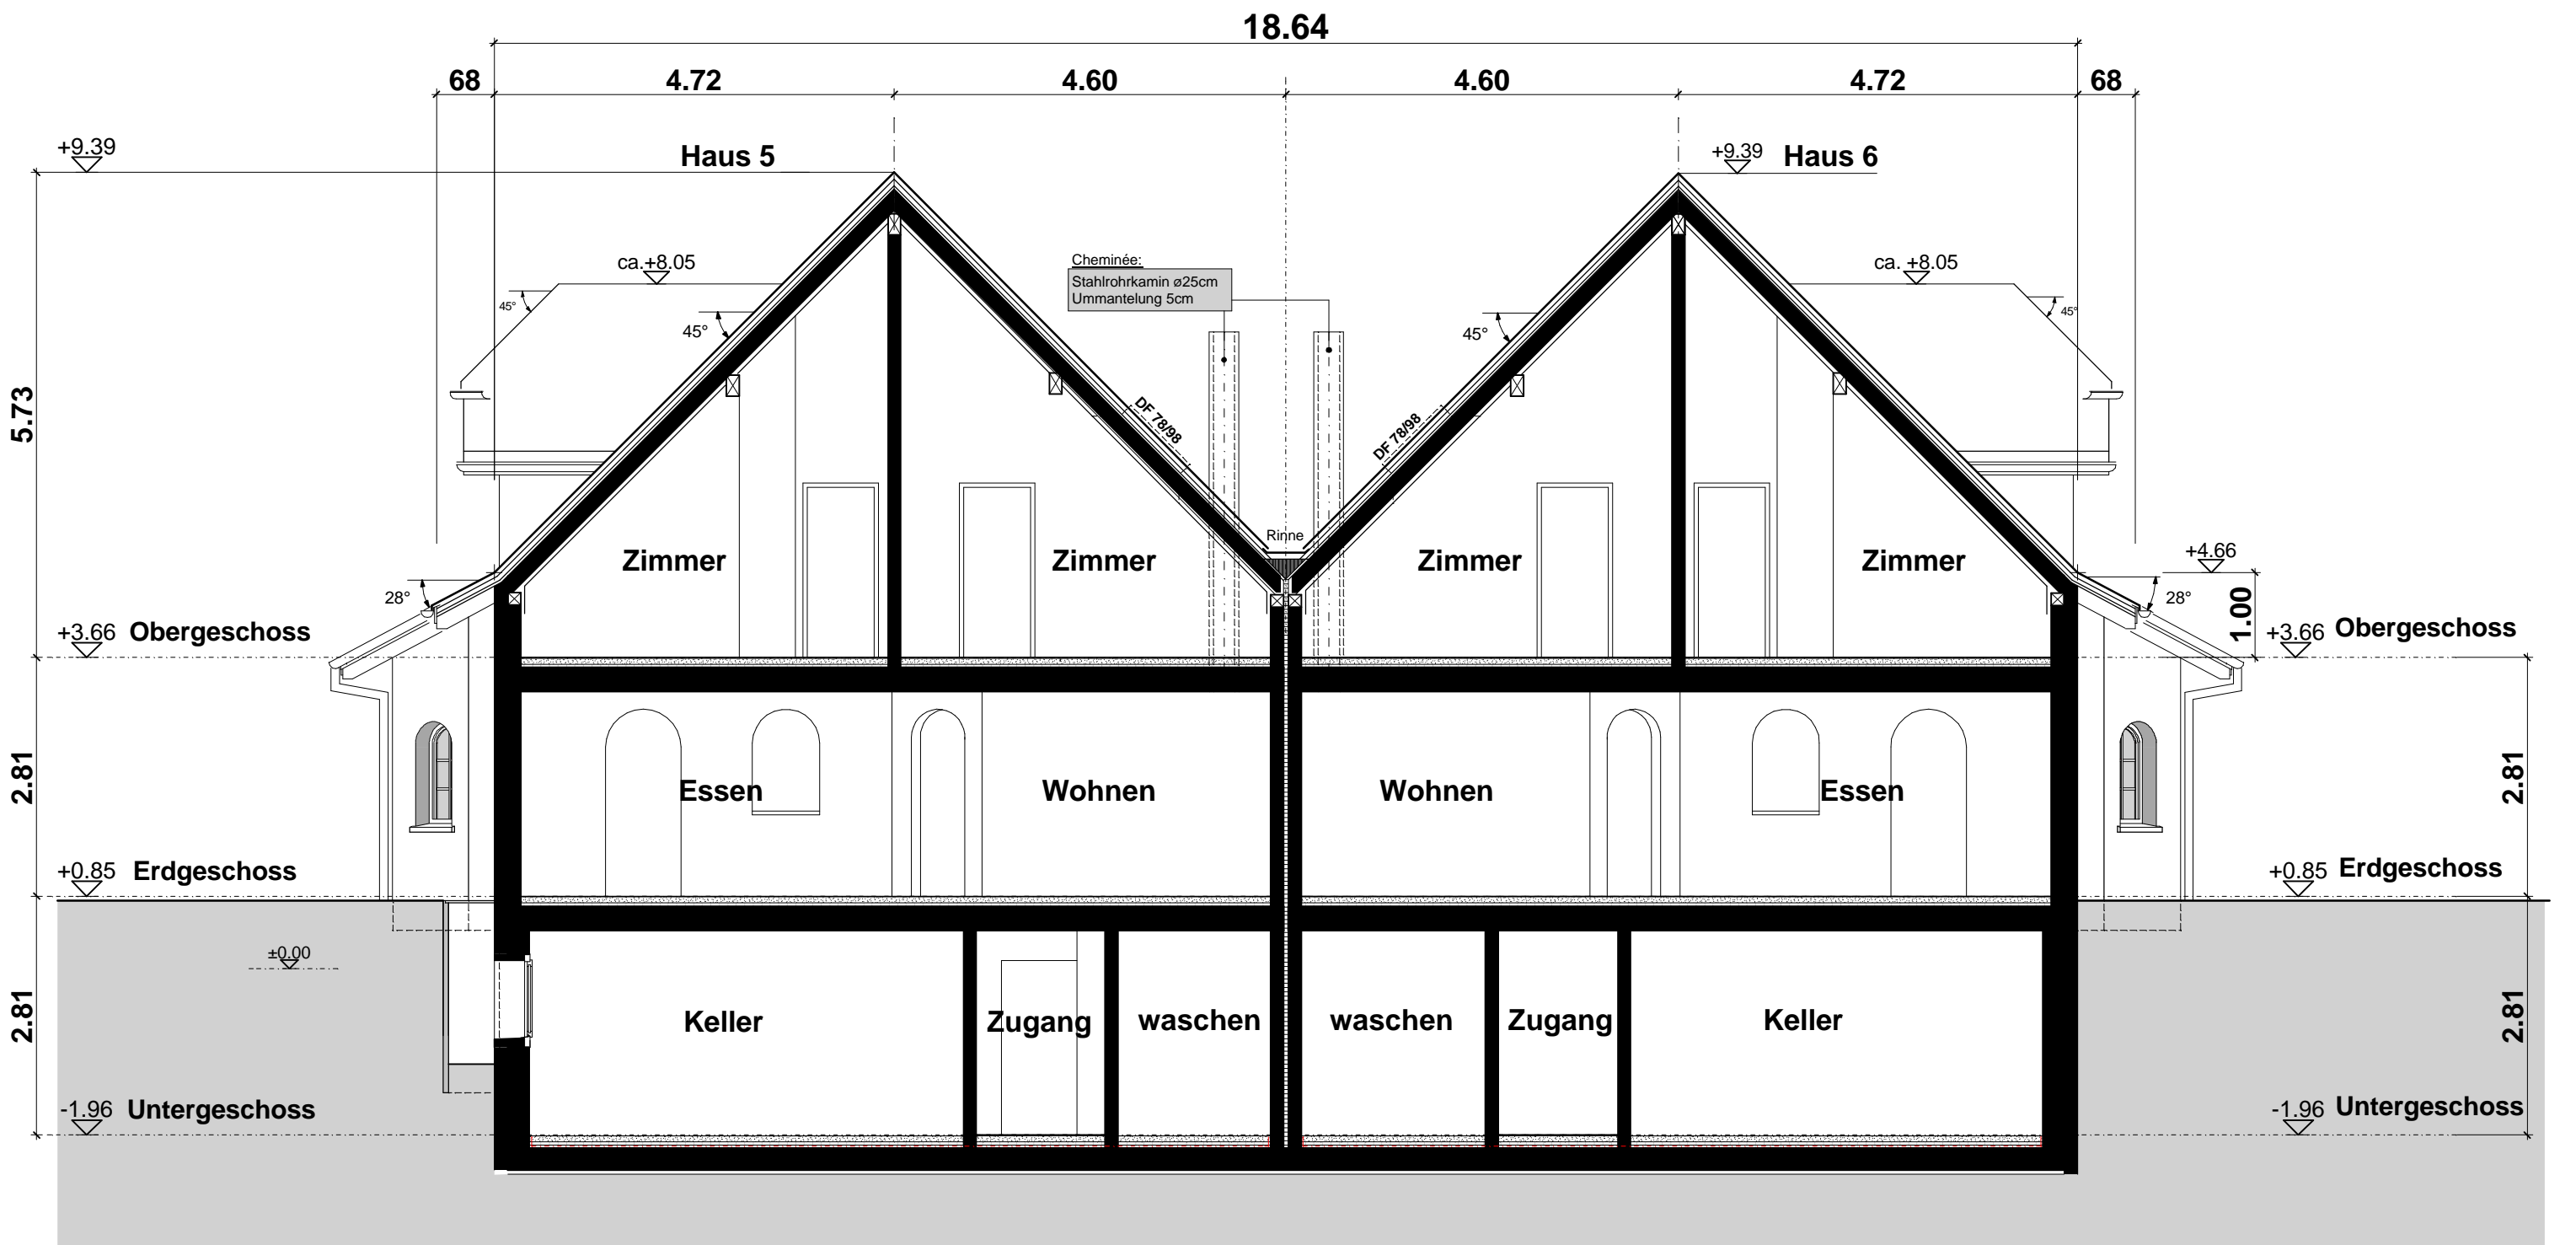 18.64
68 4.72 4.60 4.60 4.72 68
+9.39 Haus 5 +9.39 Haus 6
ca.+8.05 Cheminée: ca. +8.05
Stahlrohrkamin ø25cm
Ummantelung 5cm
45° 45° 45° 45°
5.73
DF 78/98 DF 78/98
Rinne
Zimmer Zimmer Zimmer Zimmer
+4.66
28° 28°
1.00
+3.66 Obergeschoss +3.66 Obergeschoss
2.81 Essen Wohnen Wohnen Essen 2.81
+0.85 Erdgeschoss +0.85 Erdgeschoss
±0.00
2.81 Keller Zugang waschen waschen Zugang Keller 2.81
-1.96 Untergeschoss -1.96 Untergeschoss